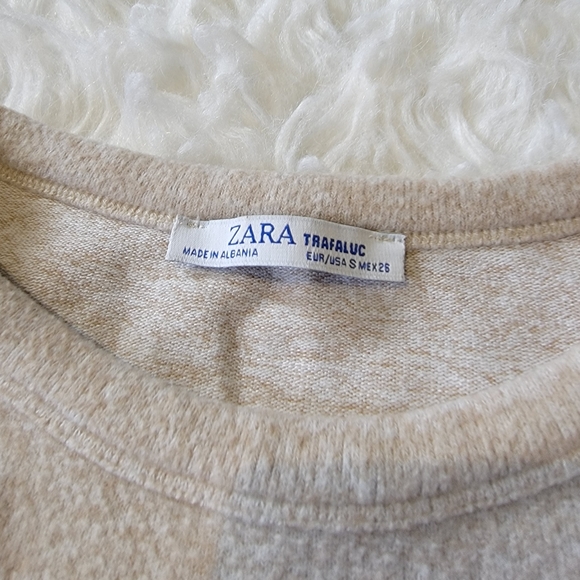 ZARA TRAFALUC
MADE IN ALBANIA EUR/USA S MEX 26